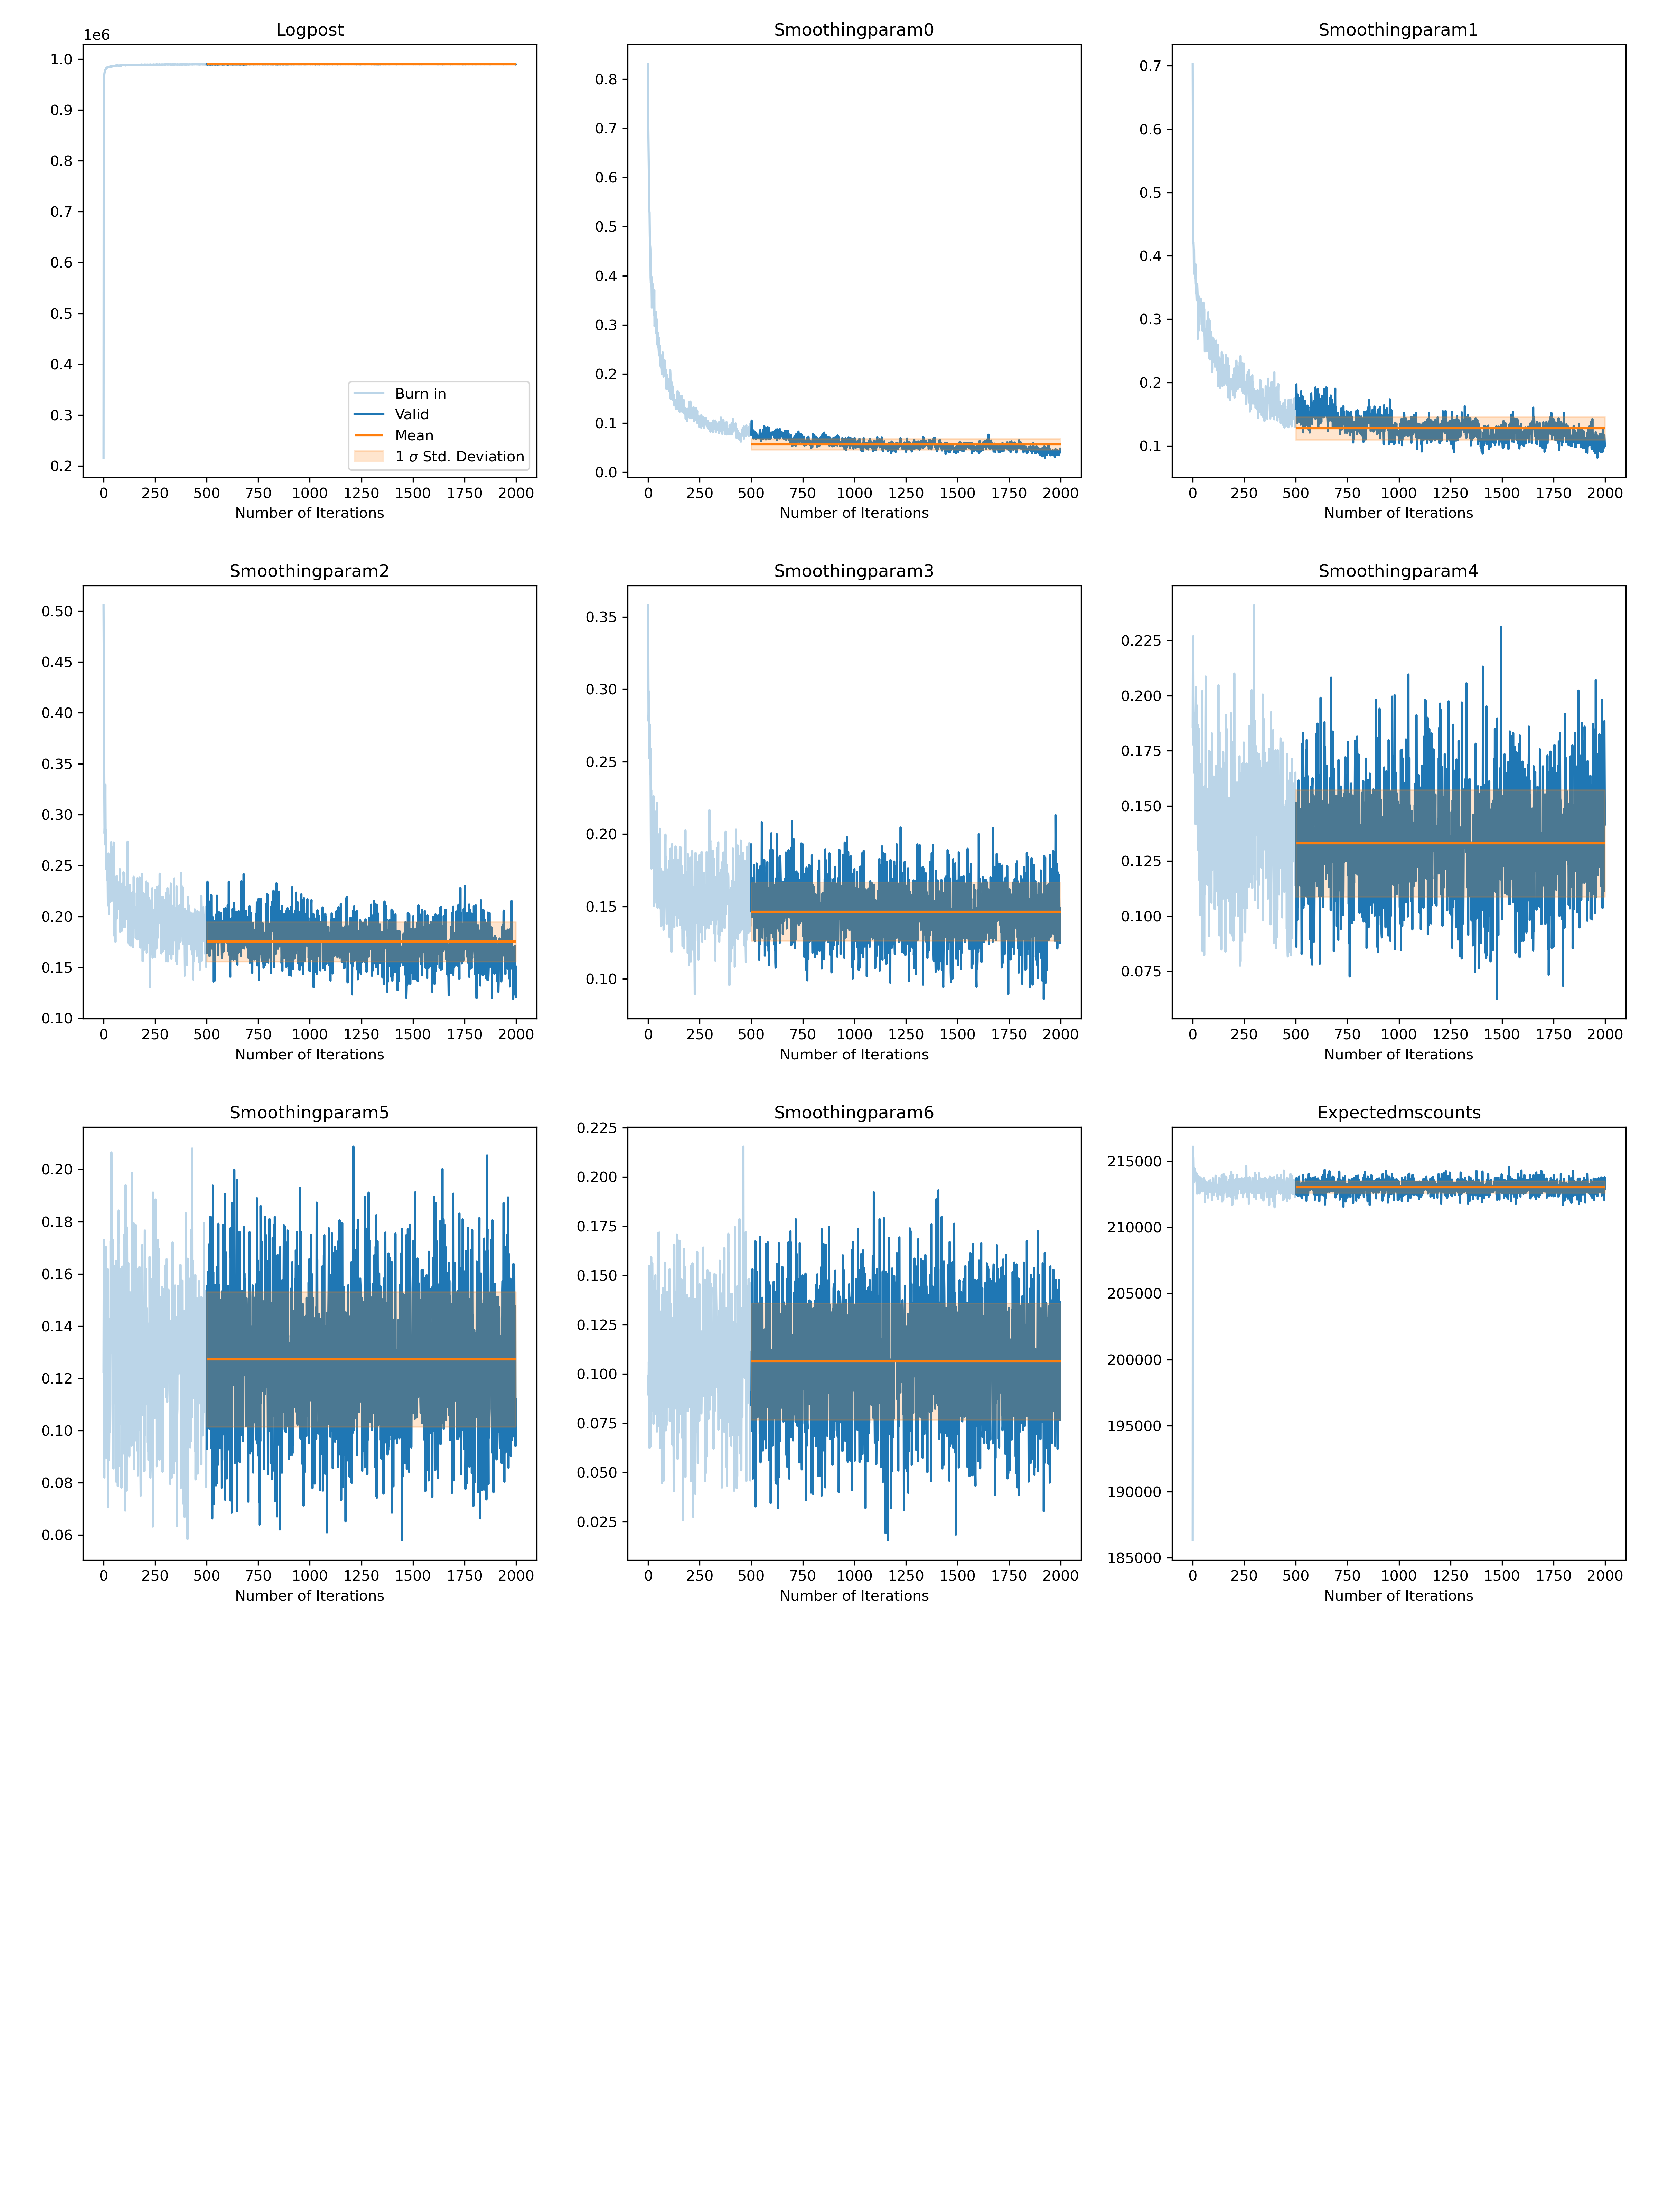 Logpost
1e6
1.0
0.9
0.8
0.7
0.6
0.5
0.4
0.3
0.2
Burn in
Valid
Mean
1 σ Std. Deviation
0 250 500 750 1000 1250 1500 1750 2000
Number of Iterations
Smoothingparam0
0.8
0.7
0.6
0.5
0.4
0.3
0.2
0.1
0.0
0 250 500 750 1000 1250 1500 1750 2000
Number of Iterations
Smoothingparam1
0.7
0.6
0.5
0.4
0.3
0.2
0.1
0 250 500 750 1000 1250 1500 1750 2000
Number of Iterations
Smoothingparam2
0.50
0.45
0.40
0.35
0.30
0.25
0.20
0.15
0.10
0 250 500 750 1000 1250 1500 1750 2000
Number of Iterations
Smoothingparam3
0.35
0.30
0.25
0.20
0.15
0.10
0 250 500 750 1000 1250 1500 1750 2000
Number of Iterations
Smoothingparam4
0.225
0.200
0.175
0.150
0.125
0.100
0.075
0 250 500 750 1000 1250 1500 1750 2000
Number of Iterations
Smoothingparam5
0.20
0.18
0.16
0.14
0.12
0.10
0.08
0.06
0 250 500 750 1000 1250 1500 1750 2000
Number of Iterations
Smoothingparam6
0.225
0.200
0.175
0.150
0.125
0.100
0.075
0.050
0.025
0 250 500 750 1000 1250 1500 1750 2000
Number of Iterations
Expectedmscounts
215000
210000
205000
200000
195000
190000
185000
0 250 500 750 1000 1250 1500 1750 2000
Number of Iterations